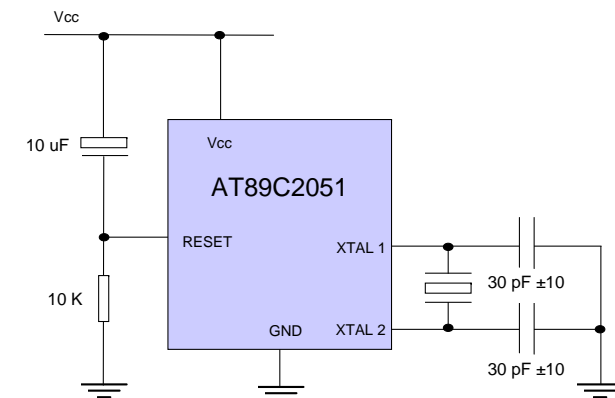 Vcc
10 uF
Vcc
AT89C2051
RESET
XTAL 1
30 pF ±10
10 K
GND
XTAL 2
30 pF ±10